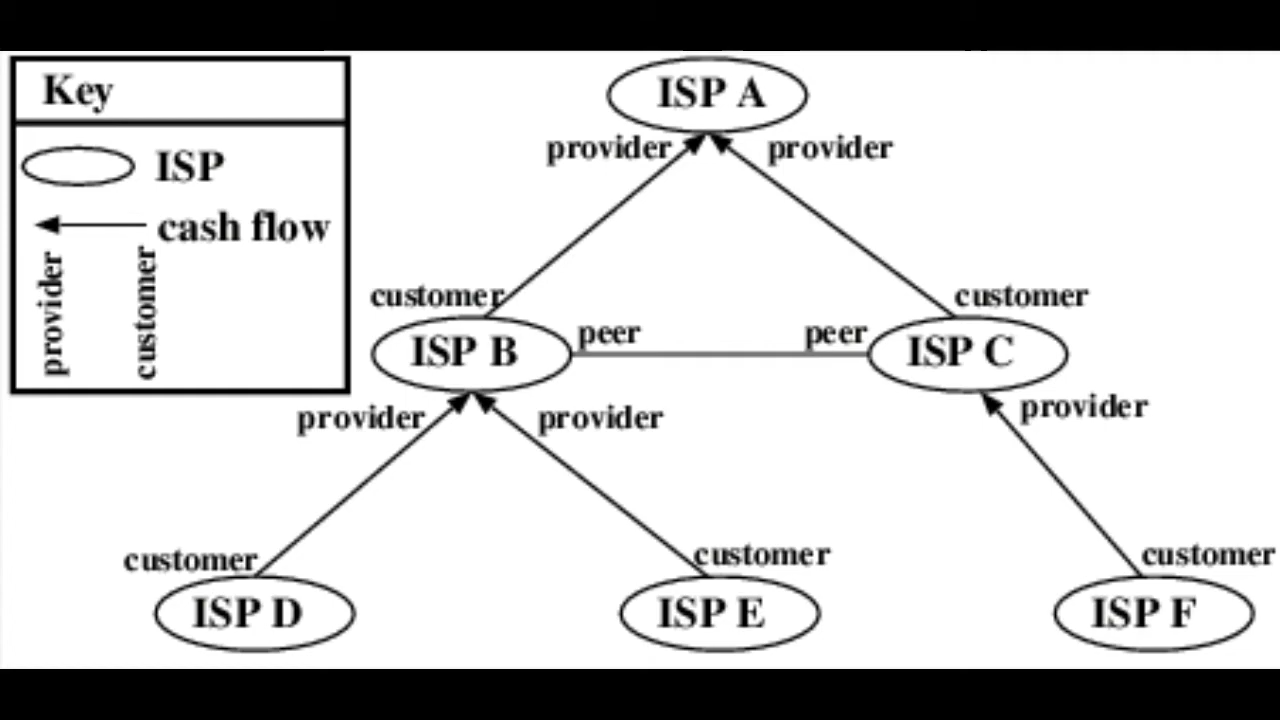 Key
ISP
cash flow
provider
customer
ISP A
provider
provider
customer
customer
ISP B
peer
peer
ISP C
provider
provider
provider
customer
customer
customer
ISP D
ISP E
ISP F